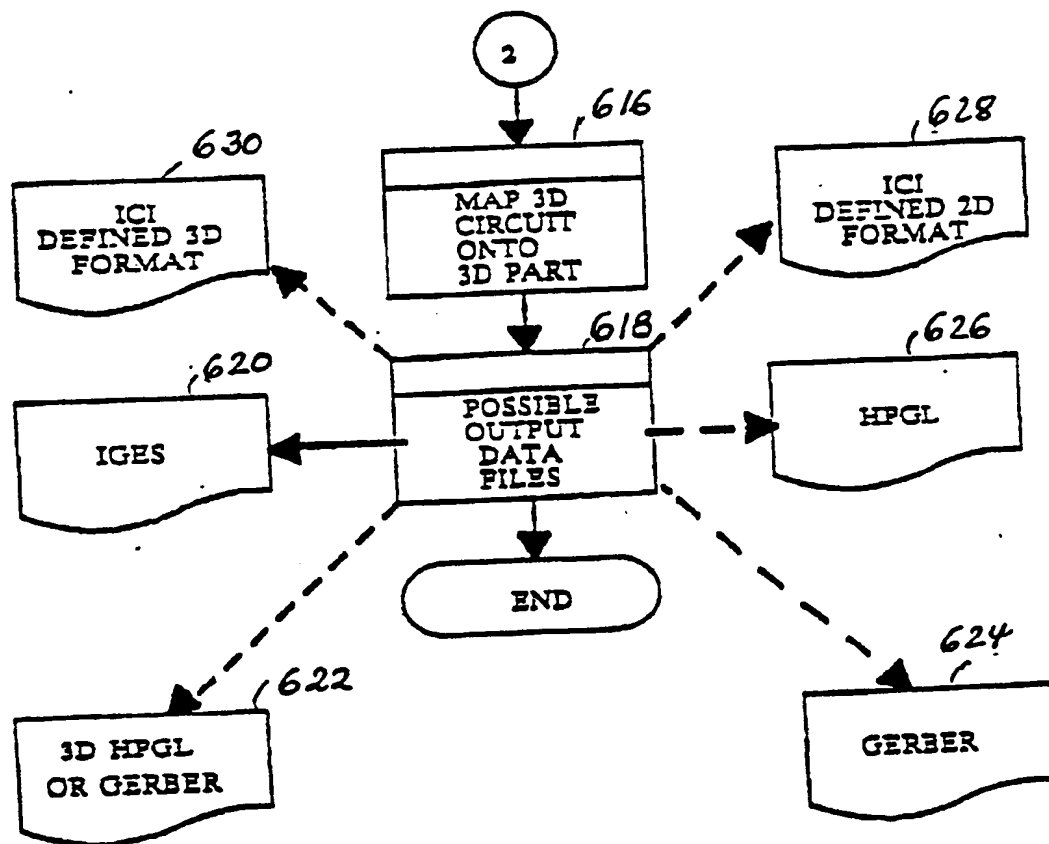 2
616
MAP 3D
CIRCUIT
ONTO
3D PART
630
ICI
DEFINED 3D
FORMAT
628
ICI
DEFINED 2D
FORMAT
618
POSSIBLE
OUTPUT
DATA
FILES
620
IGES
626
HPGL
END
622
3D HPGL
OR GERBER
624
GERBER